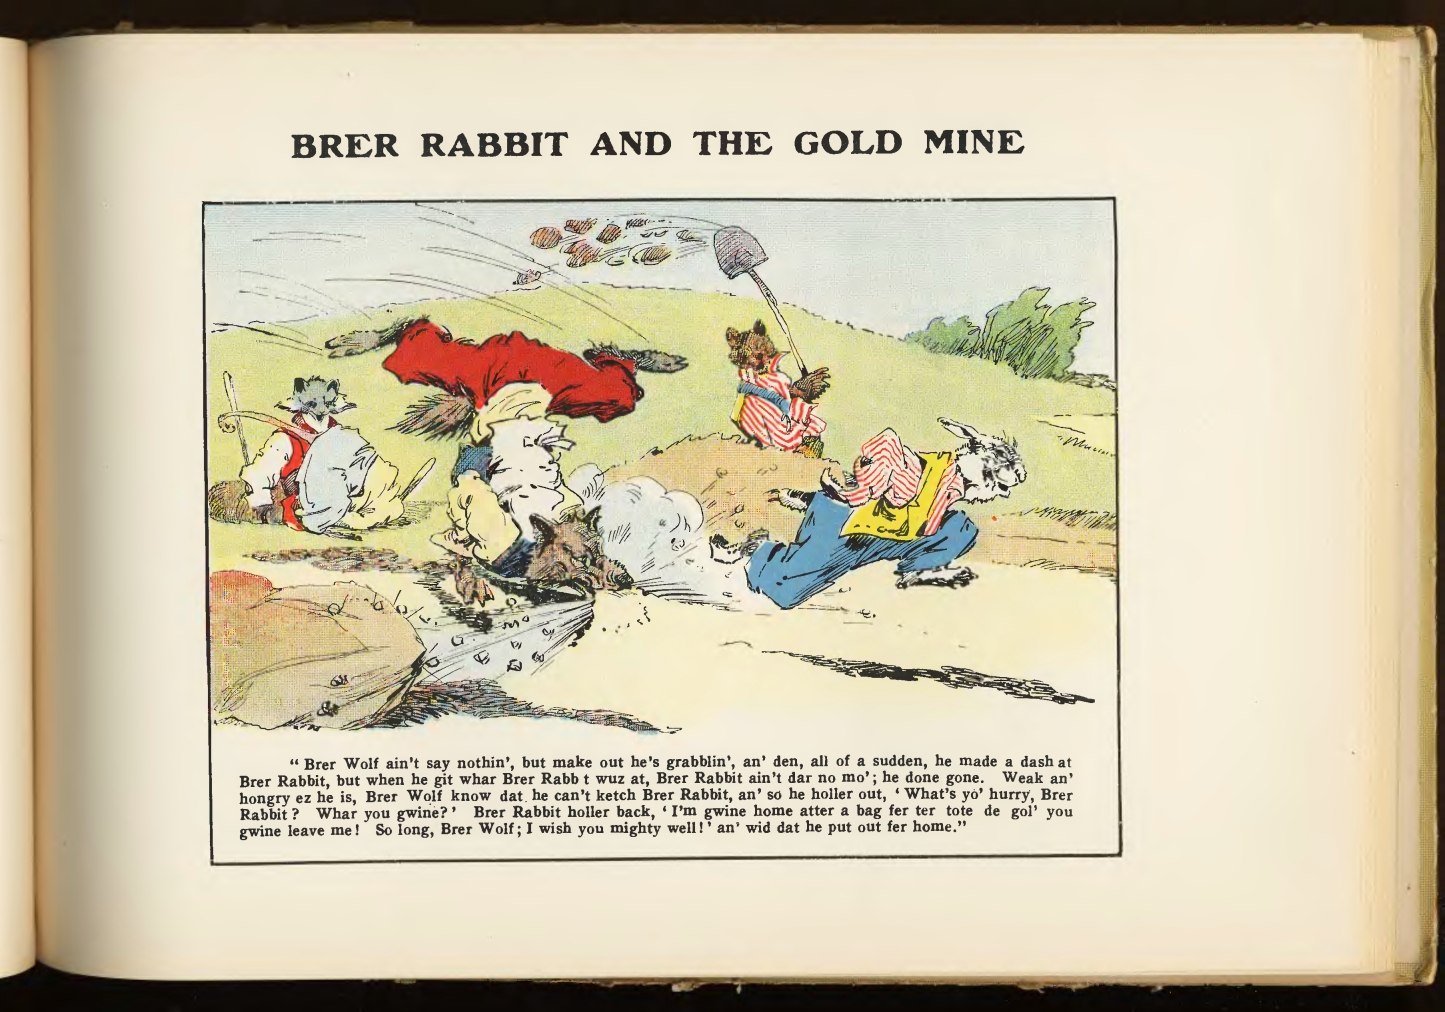 BRER RABBIT AND THE GOLD MINE
“ Brer Wolf ain't say nothin', but make out he's grabblin', an' den, all of a sudden, he made a dash at
Brer Rabbit, but when he git whar Brer Rabb t wuz at, Brer Rabbit ain't dar no mo'; he done gone. Weak an'
hongry ez he is, Brer Wolf know dat he can't ketch Brer Rabbit, an' so he holler out, ‘ What's yo' hurry, Brer
Rabbit ? Whar you gwine?’ Brer Rabbit holler back, ‘ I'm gwine home atter a bag fer ter tote de gol' you
gwine leave me! So long, Brer Wolf; I wish you mighty well!’ an' wid dat he put out fer home.”